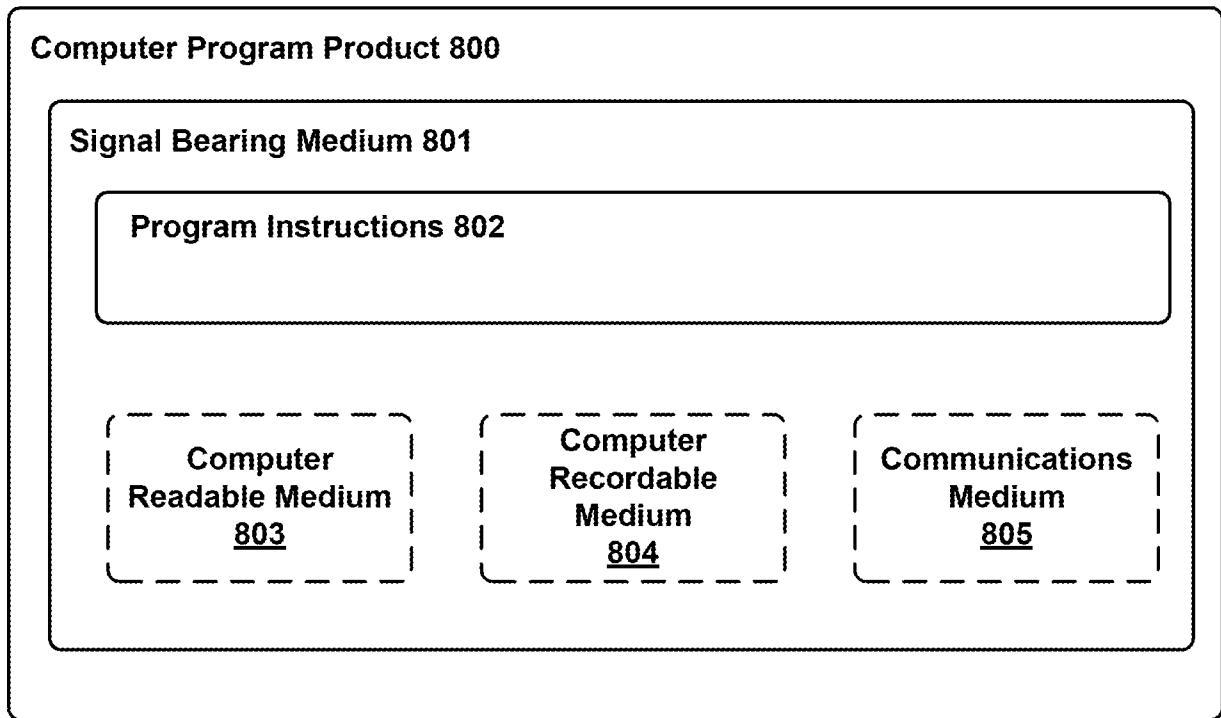 Computer Program Product 800
Signal Bearing Medium 801
Program Instructions 802
Computer
Readable Medium
803
Computer
Recordable
Medium
804
Communications
Medium
805